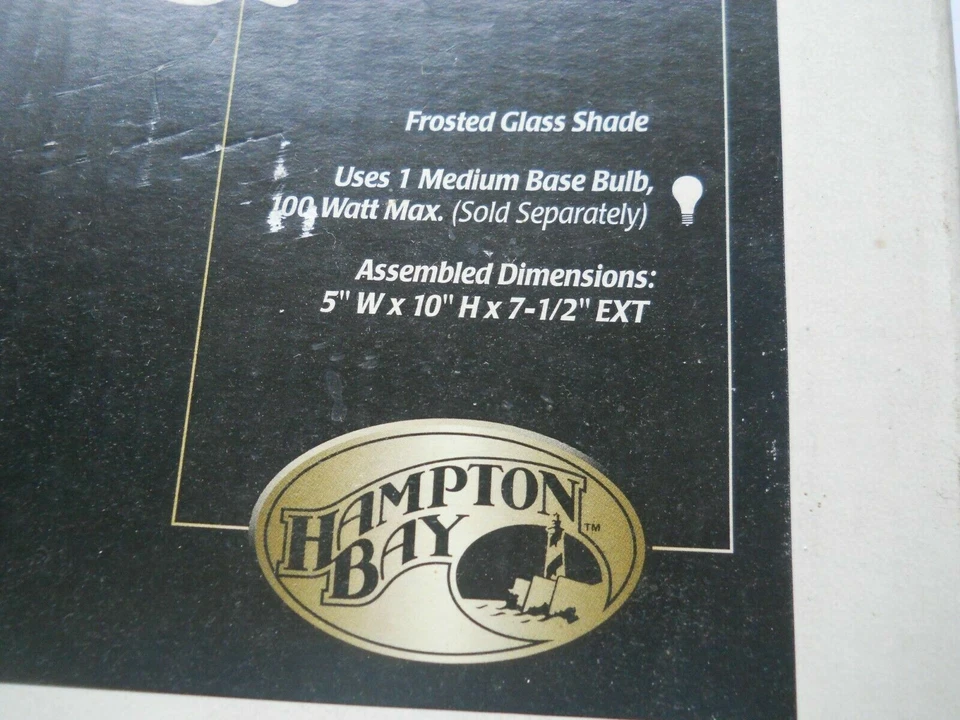 Frosted Glass Shade
Uses 1 Medium Base Bulb,
100 Watt Max. (Sold Separately)
Assembled Dimensions:
5" W x 10" H x 7-1/2" EXT
HAMPTON
BAY ™